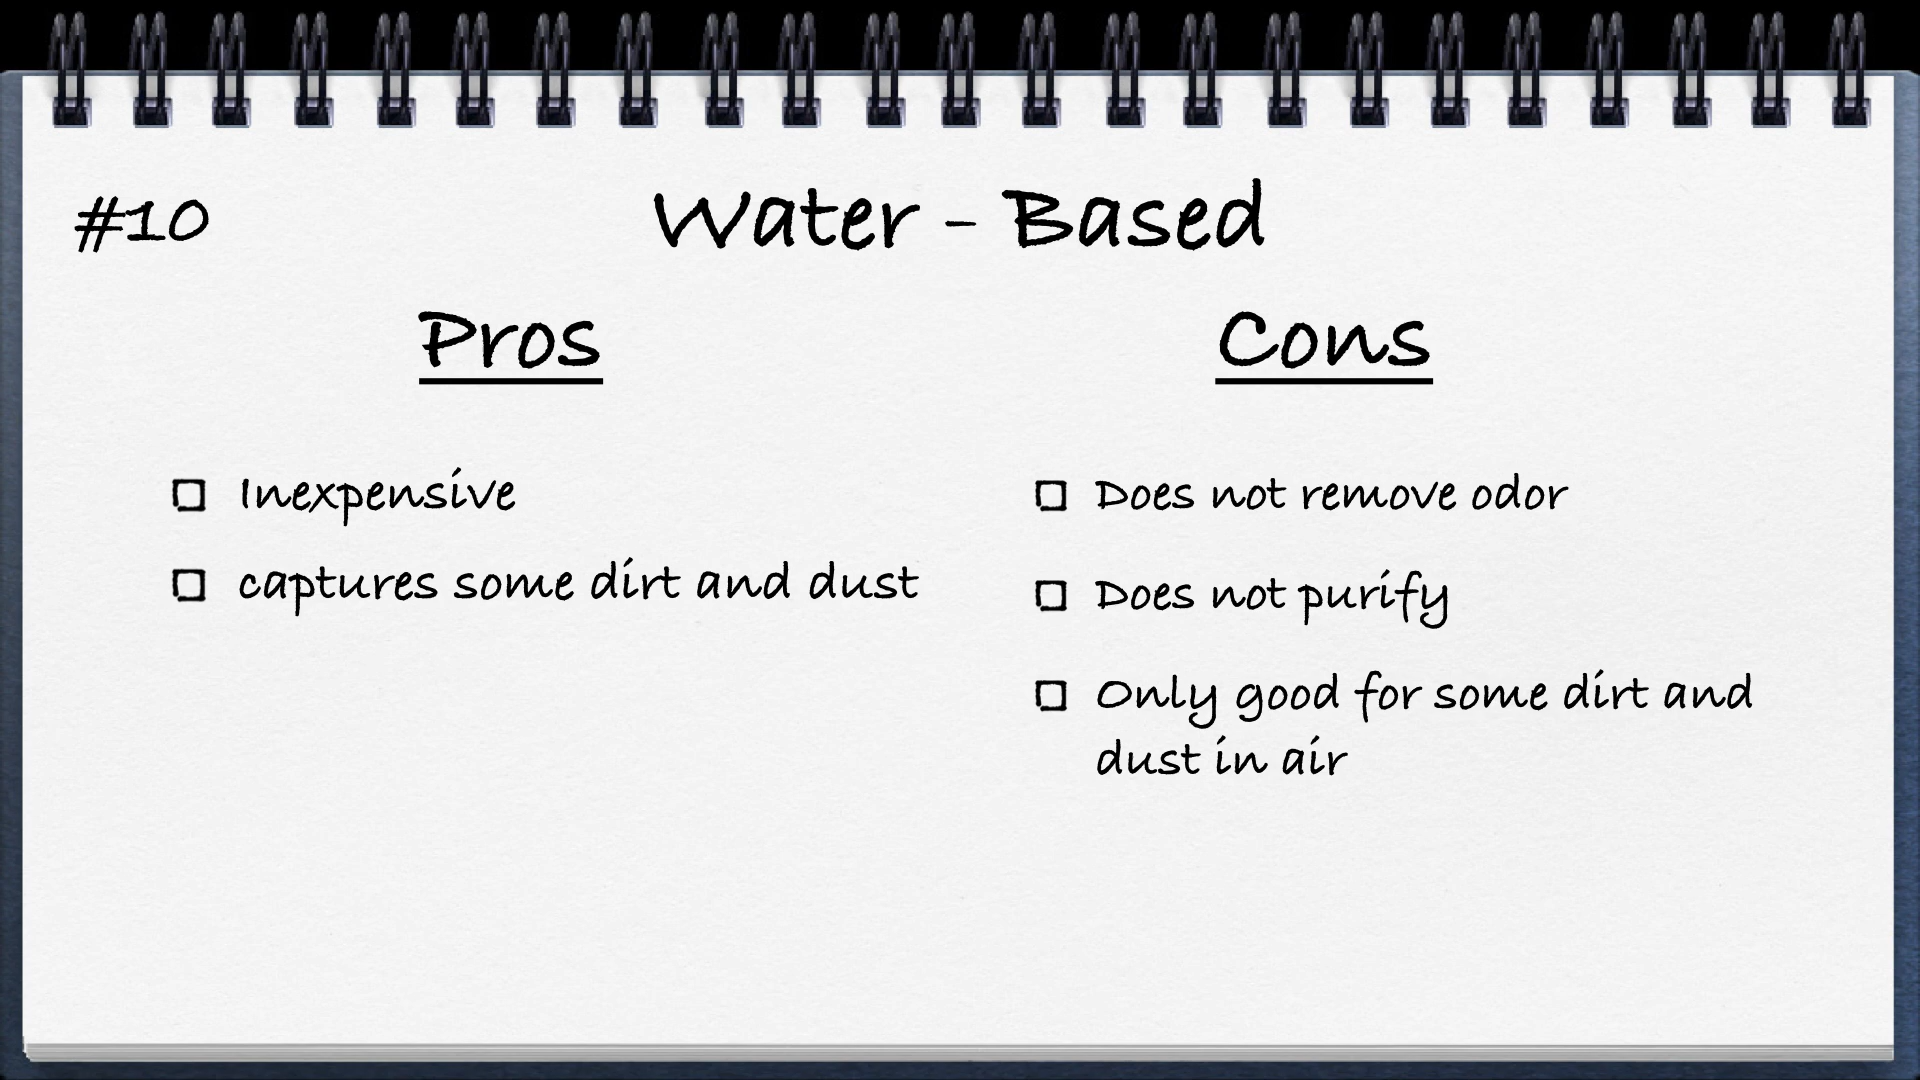 #10
Water - Based
Pros
Cons
Inexpensive
captures some dirt and dust
Does not remove odor
Does not purify
Only good for some dirt and
dust in air